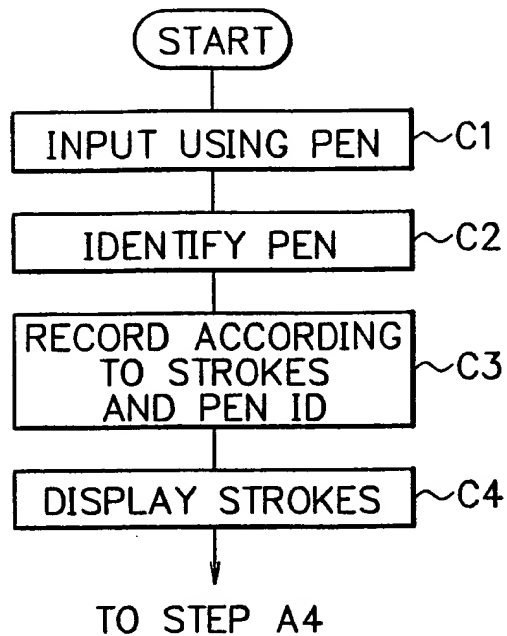 START
INPUT USING PEN
C1
IDENTIFY PEN
C2
RECORD ACCORDING
TO STROKES
AND PEN ID
C3
DISPLAY STROKES
C4
TO STEP A4